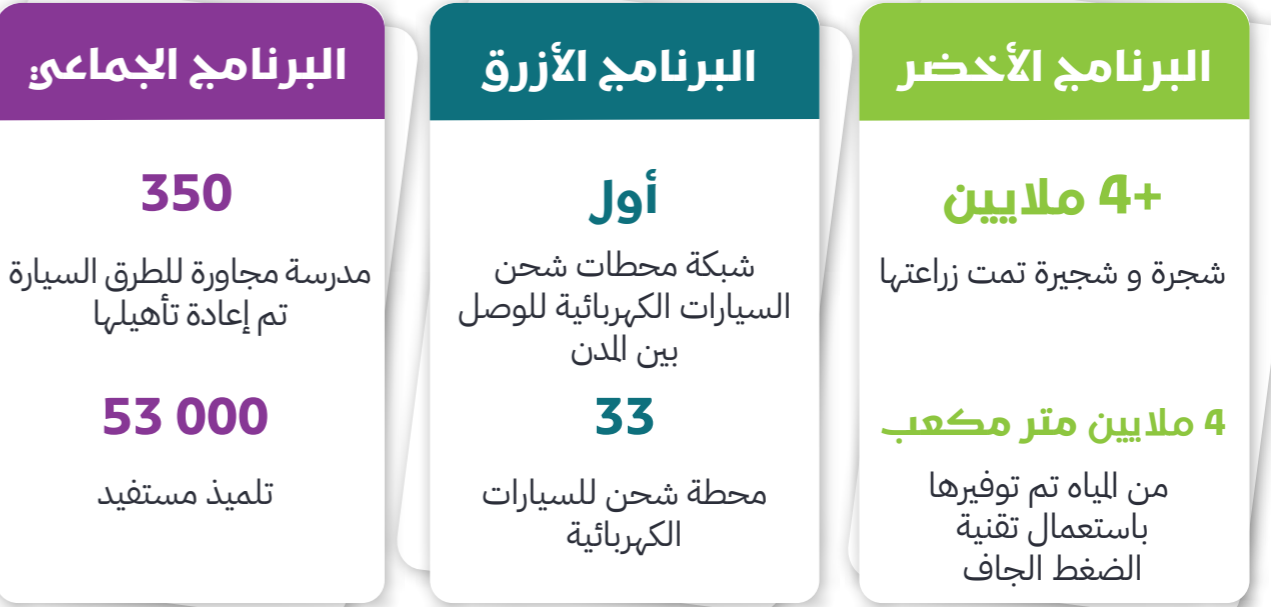 البرنامج الأخضر
+4 ملايين
شجرة و شجيرة تمت زراعتها
4 ملايين متر مكعب
من المياه تم توفيرها
باستعمال تقنية
الضغط الجاف
البرنامج الأزرق
أول
شبكة محطات شحن
السيارات الكهربائية للوصل
بين المدن
33
محطة شحن للسيارات
الكهربائية
البرنامج الجماعي
350
مدرسة مجاورة للطرق السيارة
تم إعادة تأهيلها
53 000
تلميذ مستفيد